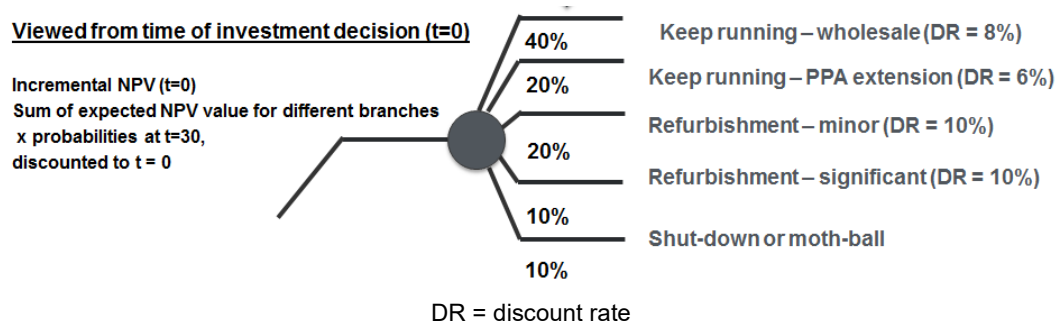 Viewed from time of investment decision (t=0)
Incremental NPV (t=0)
Sum of expected NPV value for different branches
x probabilities at t=30,
discounted to t = 0
40%
20%
20%
10%
10%
Keep running – wholesale (DR = 8%)
Keep running – PPA extension (DR = 6%)
Refurbishment – minor (DR = 10%)
Refurbishment – significant (DR = 10%)
Shut-down or moth-ball
DR = discount rate